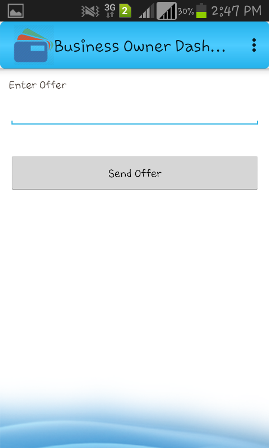 3G 2 30% 2:47 PM
Business Owner Dash...
Enter Offer
Send Offer